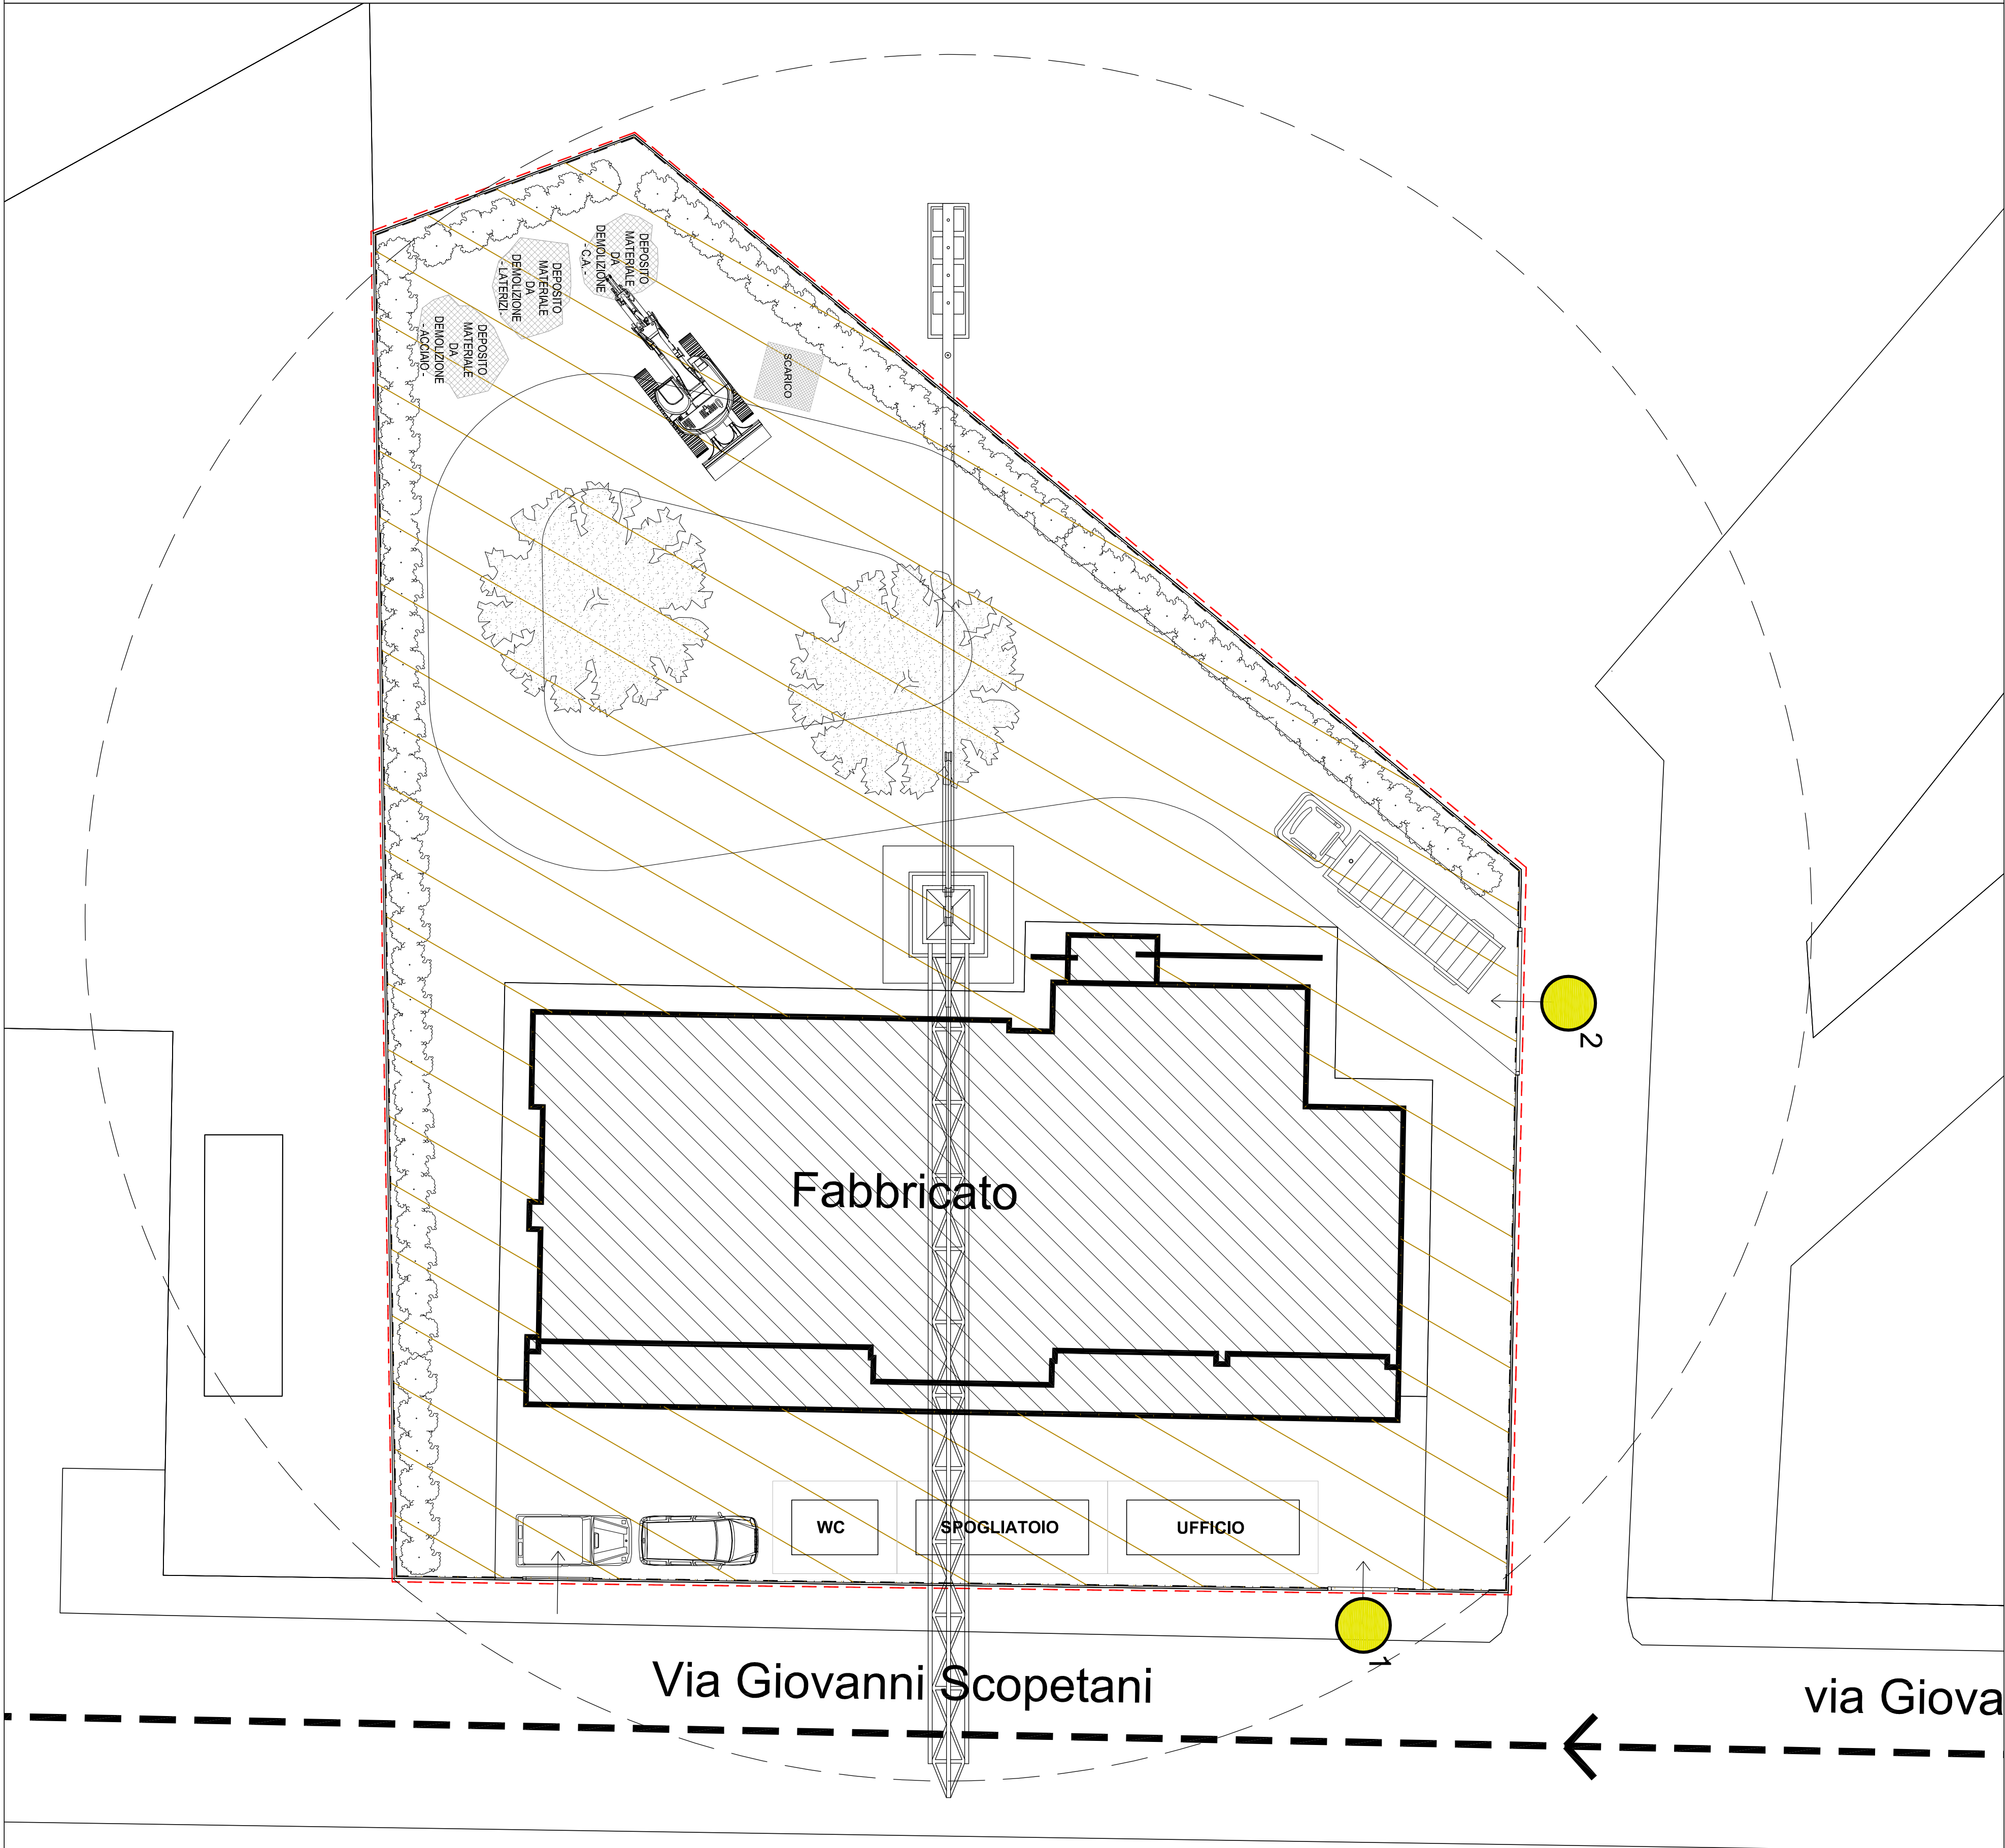 DEPOSITO
MATERIALE
DA
DEMOLIZIONE
- C.A. -
DEPOSITO
MATERIALE
DA
DEMOLIZIONE
- LATERIZI -
DEPOSITO
MATERIALE
DA
DEMOLIZIONE
- ACCIAIO -
SCARICO
2
Fabbricato
WC
SPOGLIATOIO
UFFICIO
1
Via Giovanni Scopetani
via Giova